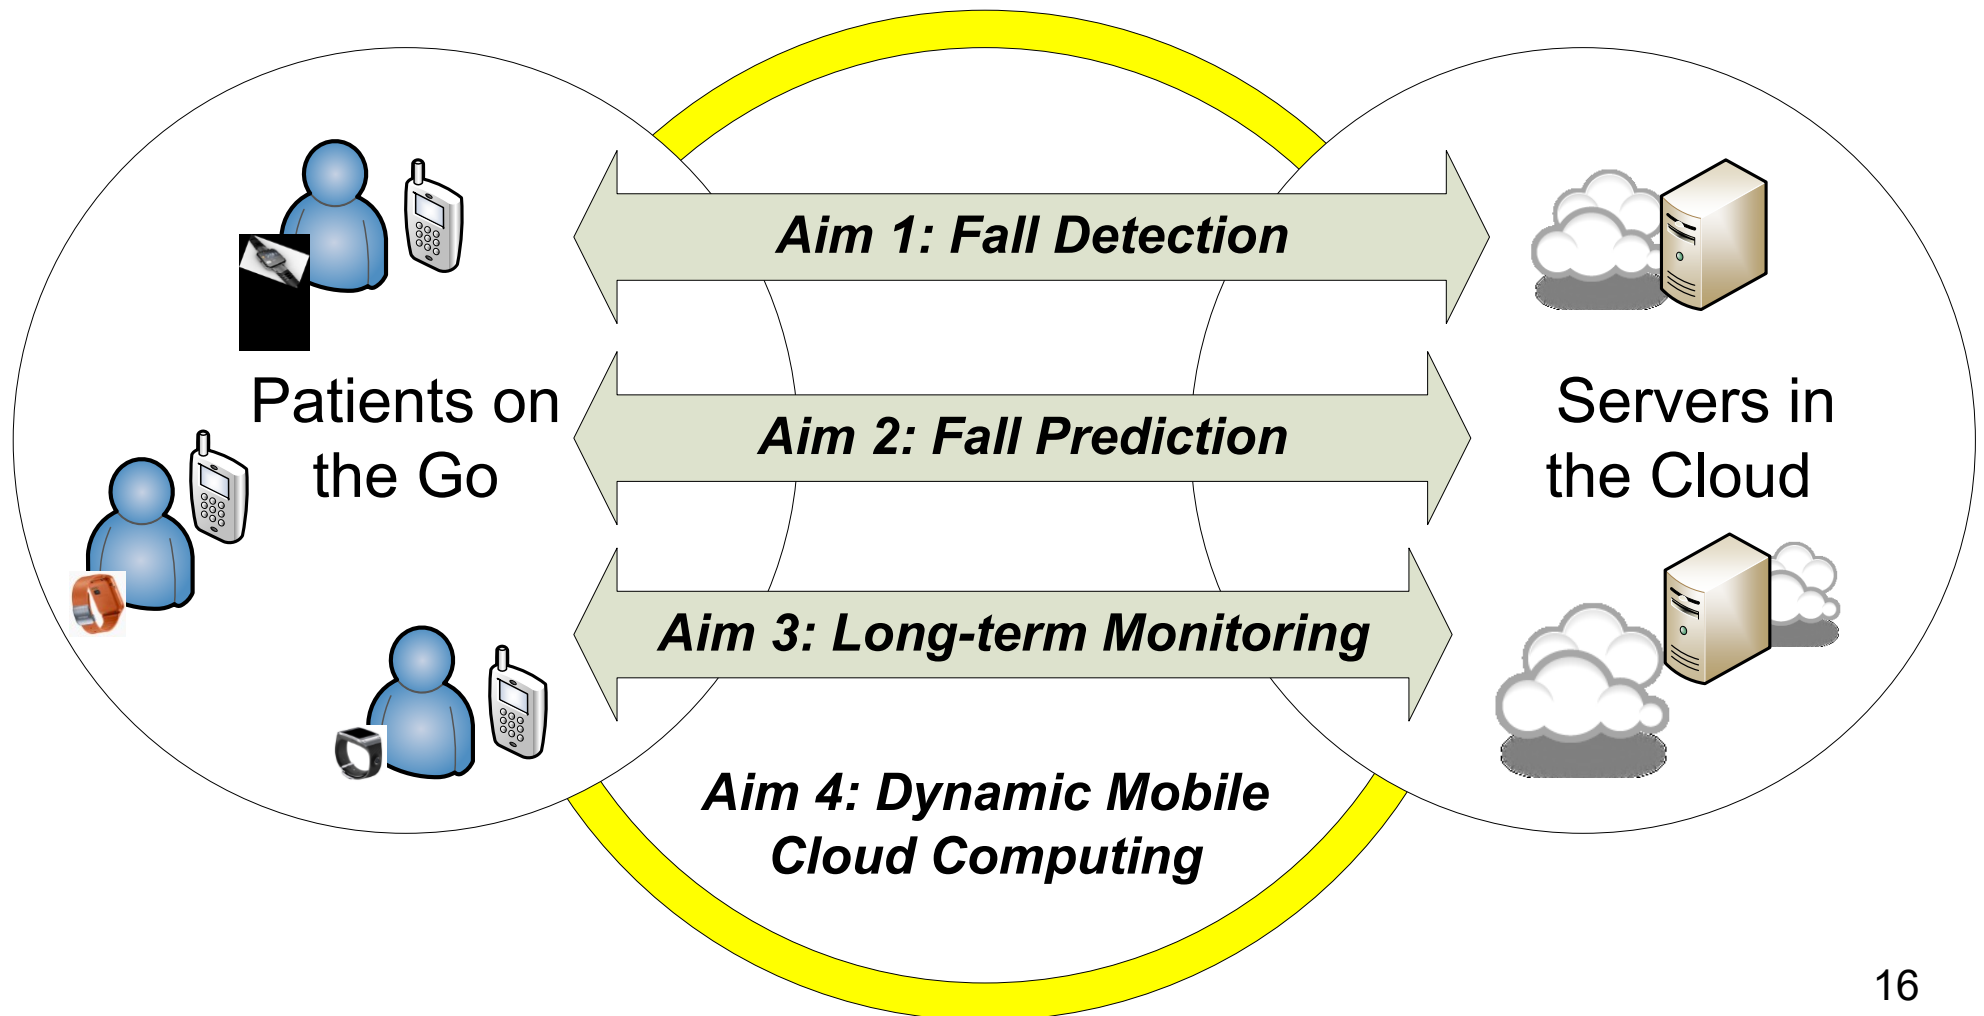 Aim 1: Fall Detection
Patients on
the Go
Aim 2: Fall Prediction
Servers in
the Cloud
Aim 3: Long-term Monitoring
Aim 4: Dynamic Mobile
Cloud Computing
16